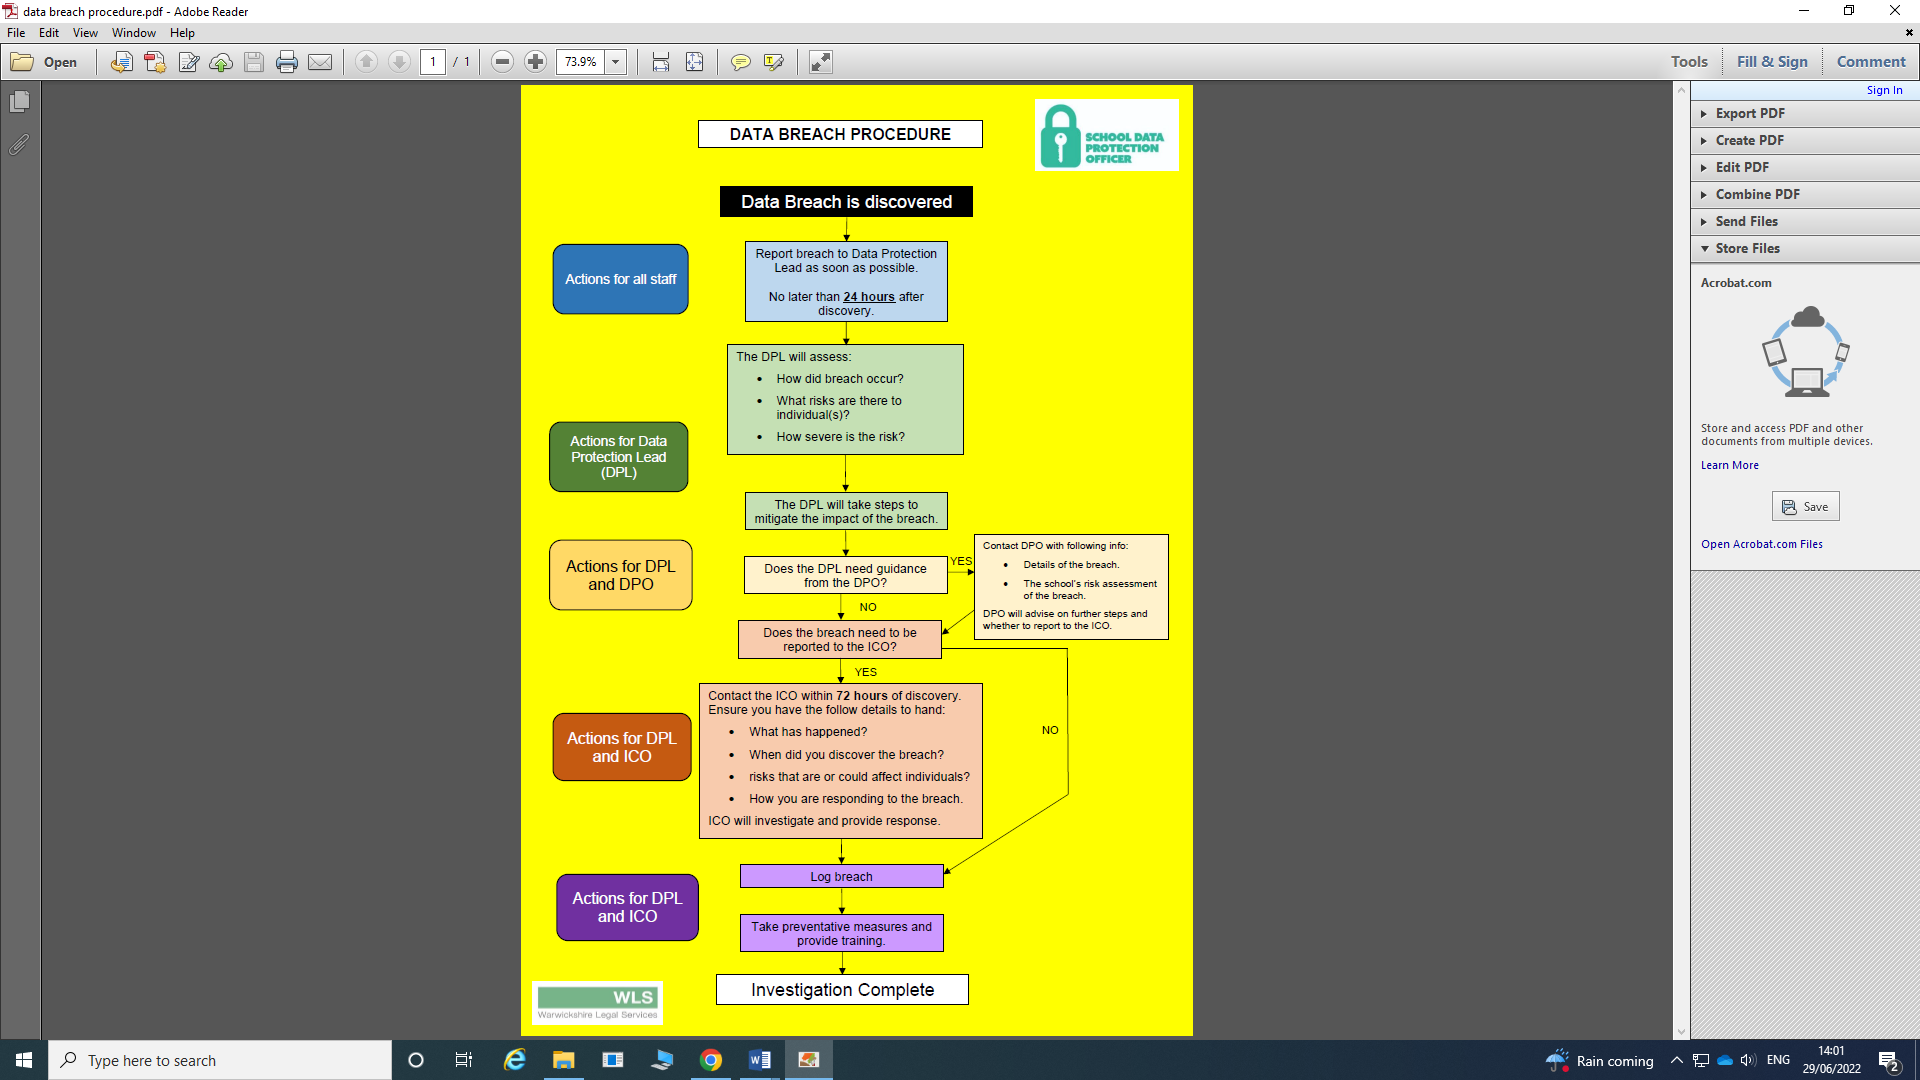 data breach procedure.pdf - Adobe Reader
File Edit View Window Help
Open
1 / 1
73.9%
Tools Fill & Sign Comment
Sign In
Export PDF
Create PDF
Edit PDF
Combine PDF
Send Files
Store Files
Acrobat.com
Store and access PDF and other
documents from multiple devices.
Learn More
Save
Open Acrobat.com Files
DATA BREACH PROCEDURE
SCHOOL DATA
PROTECTION
OFFICER
Data Breach is discovered
Actions for all staff
Report breach to Data Protection
Lead as soon as possible.
No later than 24 hours after
discovery.
The DPL will assess:
• How did breach occur?
• What risks are there to
individual(s)?
• How severe is the risk?
Actions for Data
Protection Lead
(DPL)
The DPL will take steps to
mitigate the impact of the breach.
Actions for DPL
and DPO
Does the DPL need guidance
from the DPO?
YES
Contact DPO with following info:
• Details of the breach.
• The school's risk assessment
of the breach.
DPO will advise on further steps and
whether to report to the ICO.
NO
Does the breach need to be
reported to the ICO?
YES
NO
Actions for DPL
and ICO
Contact the ICO within 72 hours of discovery.
Ensure you have the follow details to hand:
• What has happened?
• When did you discover the breach?
• risks that are or could affect individuals?
• How you are responding to the breach.
ICO will investigate and provide response.
Log breach
Actions for DPL
and ICO
Take preventative measures and
provide training.
Investigation Complete
WLS
Warwickshire Legal Services
Type here to search
Rain coming
ENG
14:01
29/06/2022
2